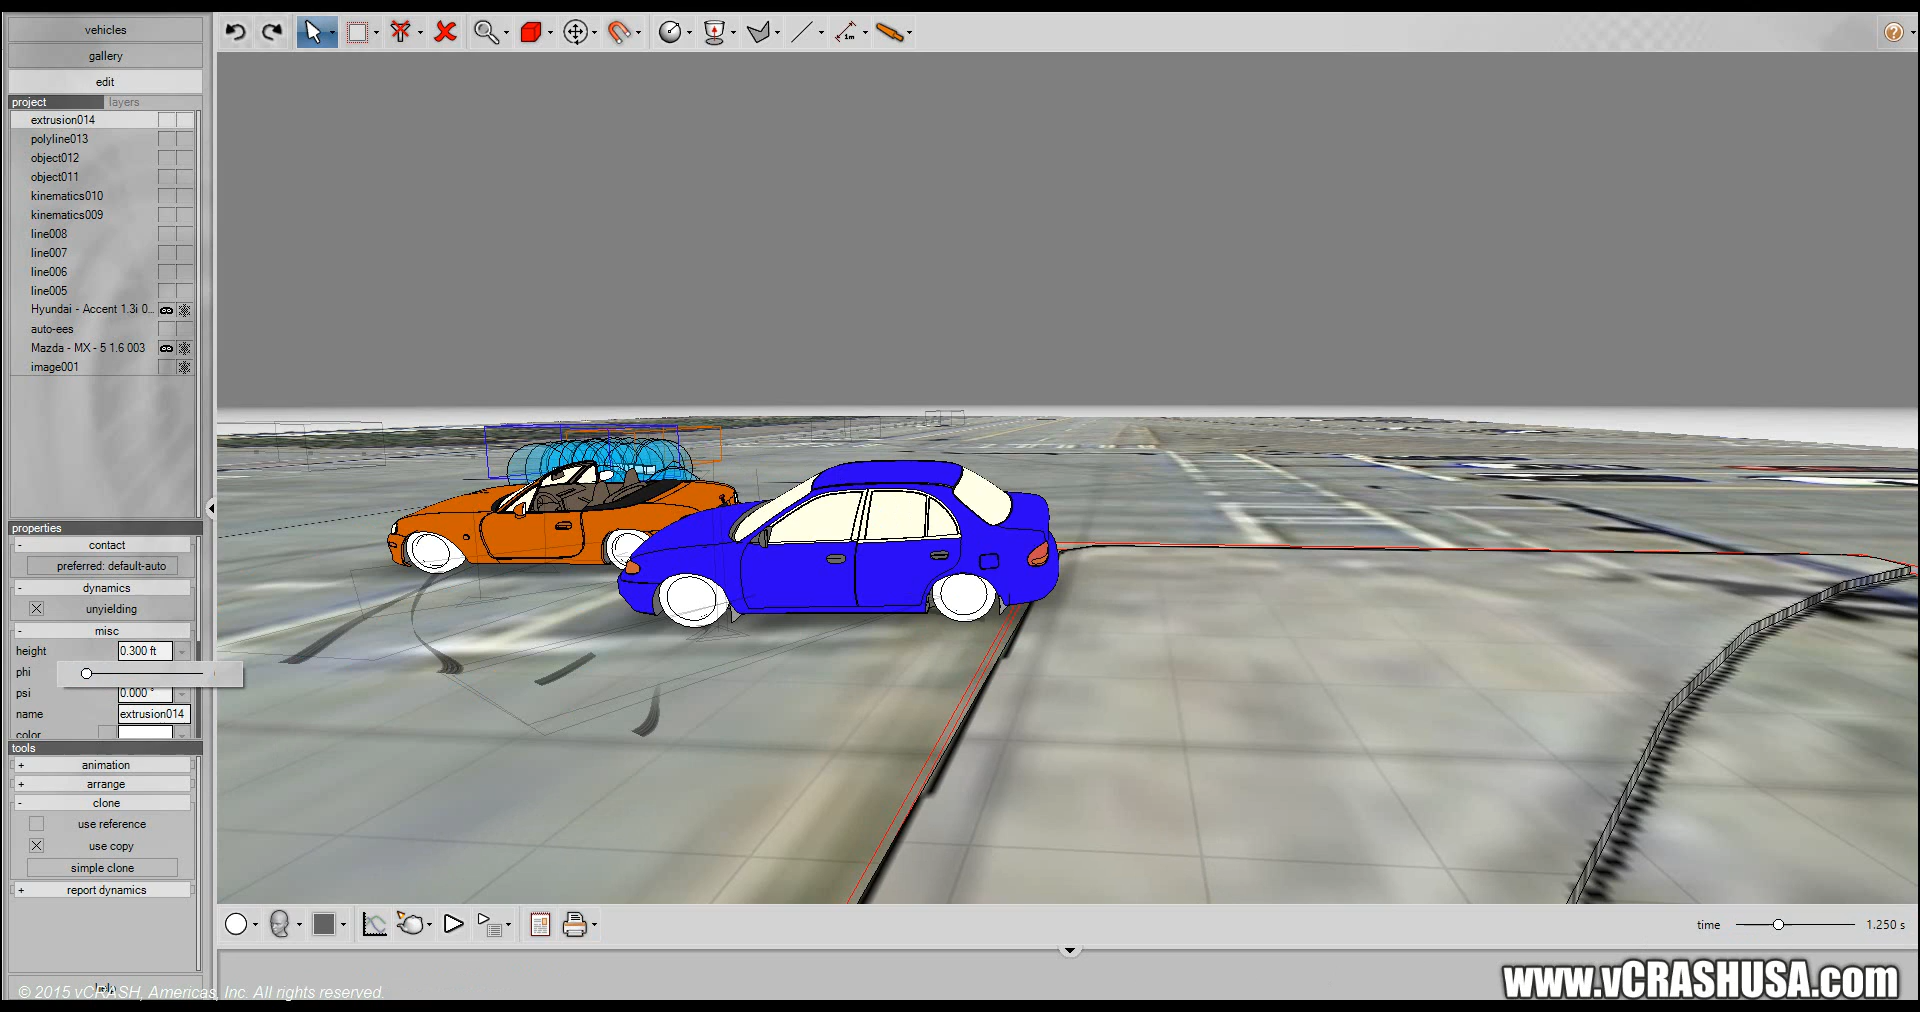 vehicles
gallery
edit
project layers
extrusion014
polyline013
object012
object011
kinematics010
kinematics009
line008
line007
line006
line005
Hyundai - Accent 1.3i 0...
auto-ees
Mazda - MX - 5 1.6 003
image001
properties
- contact
preferred: default-auto
- dynamics
unyielding
- misc
height 0.300 ft
phi
psi 0.000 °
name extrusion014
color
tools
+ animation
+ arrange
- clone
use reference
use copy
simple clone
+ report dynamics
help
1m
?
time 1.250 s
© 2015 vCRASH, Americas, Inc. All rights reserved.
www.vCRASHUSA.com